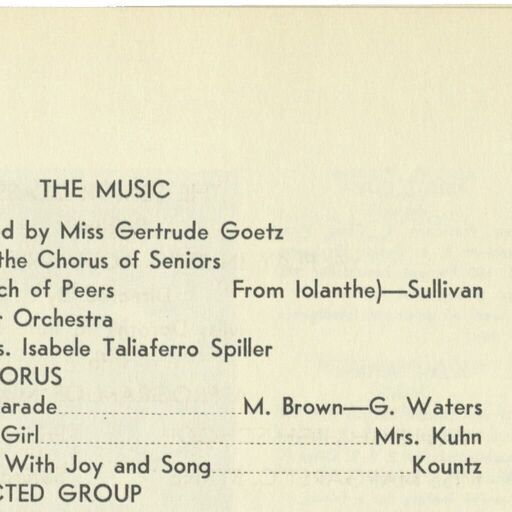 THE MUSIC
d by Miss Gertrude Goetz
the Chorus of Seniors
ch of Peers From Iolanthe)—Sullivan
r Orchestra
s. Isabele Taliaferro Spiller
ORUS
arade M. Brown—G. Waters
Girl Mrs. Kuhn
With Joy and Song Kountz
CTED GROUP